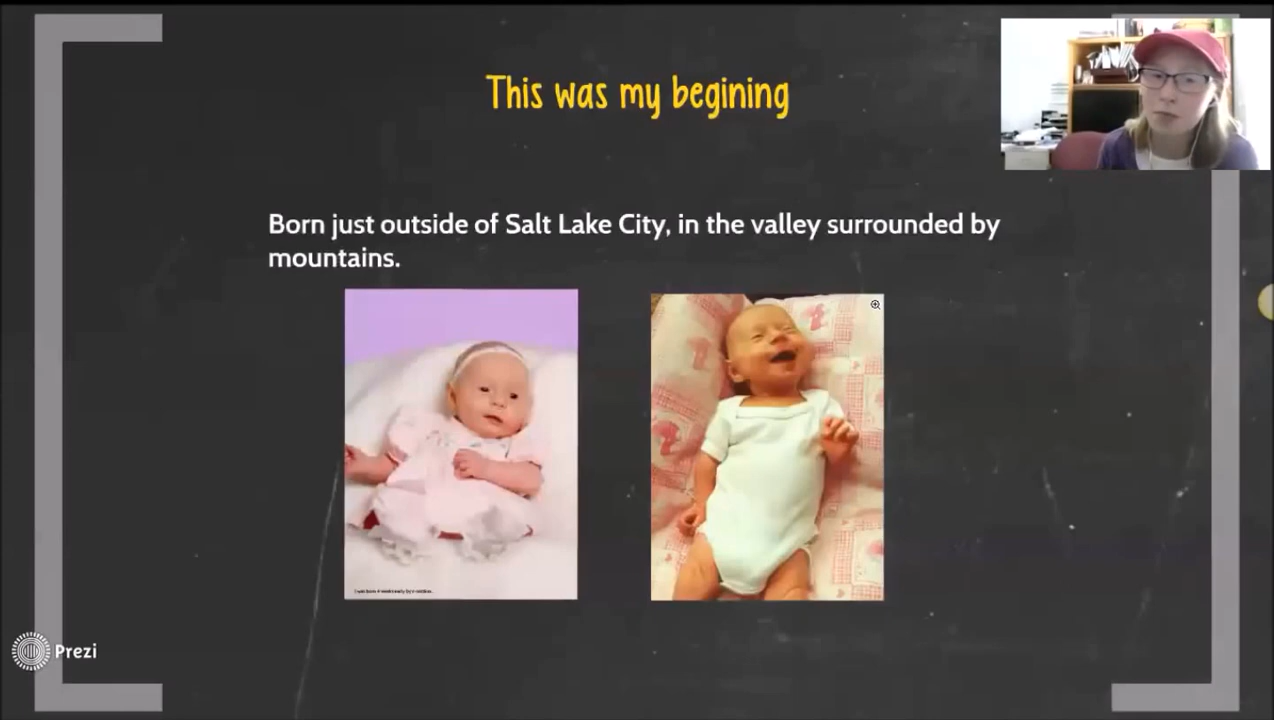 This was my begining
Born just outside of Salt Lake City, in the valley surrounded by
mountains.
Prezi